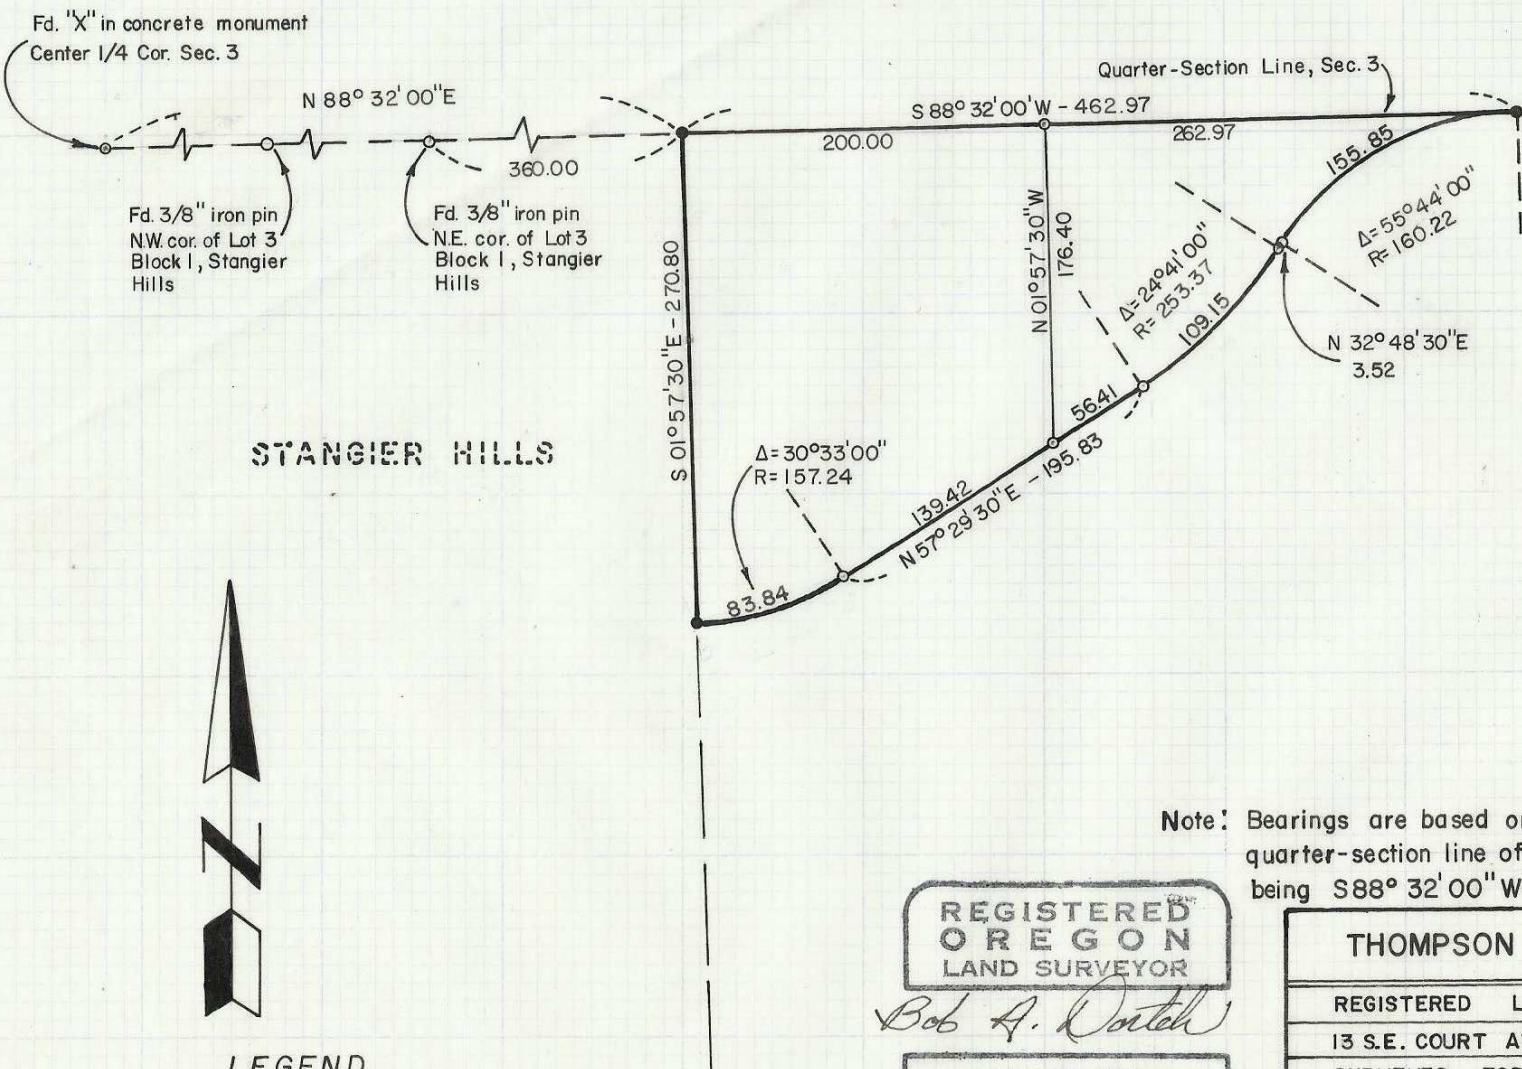 Fd. "X" in concrete monument
Center 1/4 Cor. Sec. 3
N 88° 32' 00"E
360.00
Fd. 3/8" iron pin
N.W. cor. of Lot 3
Block 1, Stangier
Hills
Fd. 3/8" iron pin
N.E. cor. of Lot 3
Block 1, Stangier
Hills
Quarter-Section Line, Sec. 3
S 88° 32' 00' W - 462.97
200.00
262.97
155.85
Δ=55°44'00"
R=160.22
S 01°57'30"E - 270.80
N 01°57'30"W
176.40
Δ=24°41'00"
R=253.37
109.15
N 32°48'30"E
3.52
56.41
139.42
N 57°29'30"E - 195.83
Δ=30°33'00"
R=157.24
83.84
STANGIER HILLS
N
LEGEND
Note: Bearings are based
quarter-section line of
being S88° 32' 00" W
REGISTERED
OREGON
LAND SURVEYOR
Bob A. Dortch
THOMPSON
REGISTERED L
13 S.E. COURT A